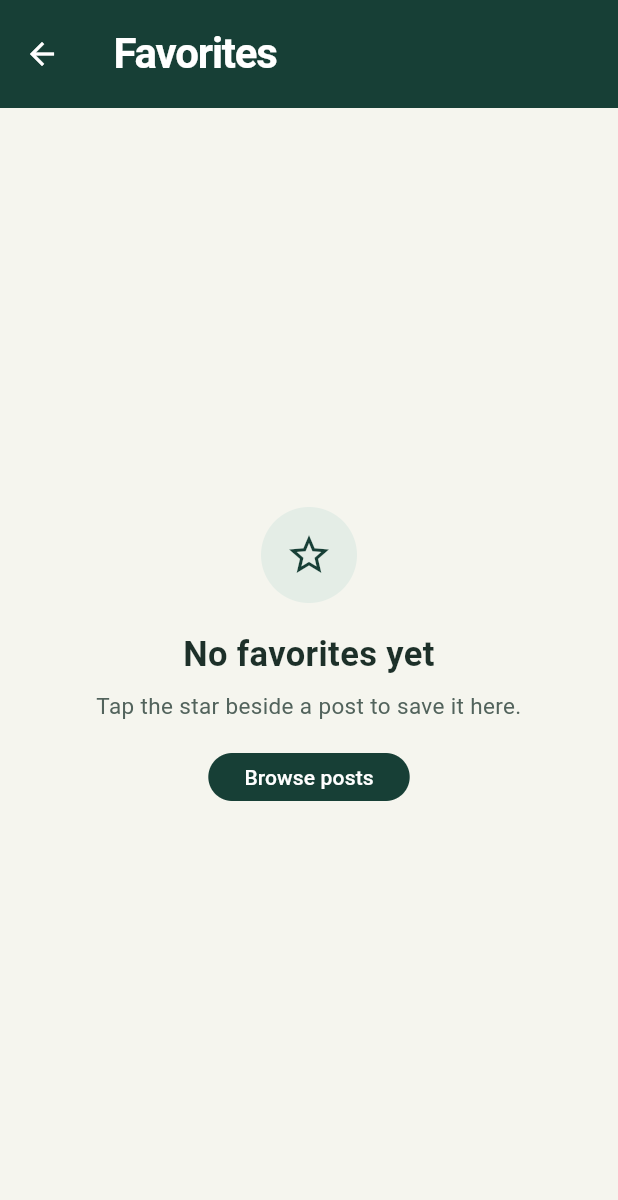 Favorites
No favorites yet
Tap the star beside a post to save it here.
Browse posts